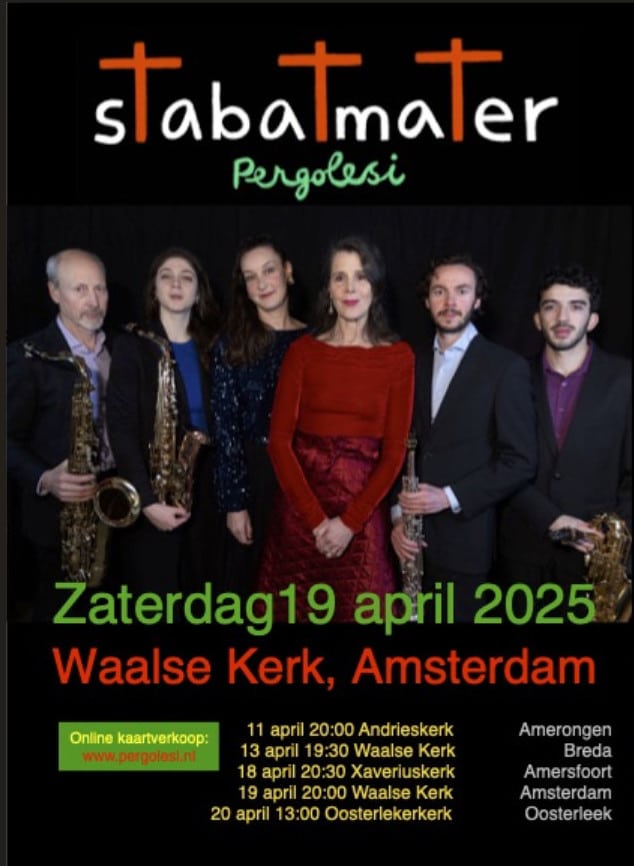 stabatmater
Pergolesi
Zaterdag19 april 2025
Waalse Kerk, Amsterdam
Online kaartverkoop:
www.pergolesi.nl
11 april 20:00 Andrieskerk Amerongen
13 april 19:30 Waalse Kerk Breda
18 april 20:30 Xaveriuskerk Amersfoort
19 april 20:00 Waalse Kerk Amsterdam
20 april 13:00 Oosterlekerkerk Oosterleek